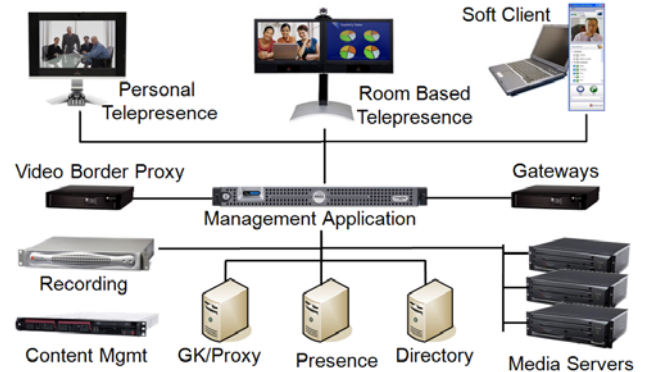 Soft Client
Personal
Telepresence
Room Based
Telepresence
Video Border Proxy
Gateways
Management Application
Recording
Content Mgmt
GK/Proxy
Presence
Directory
Media Servers